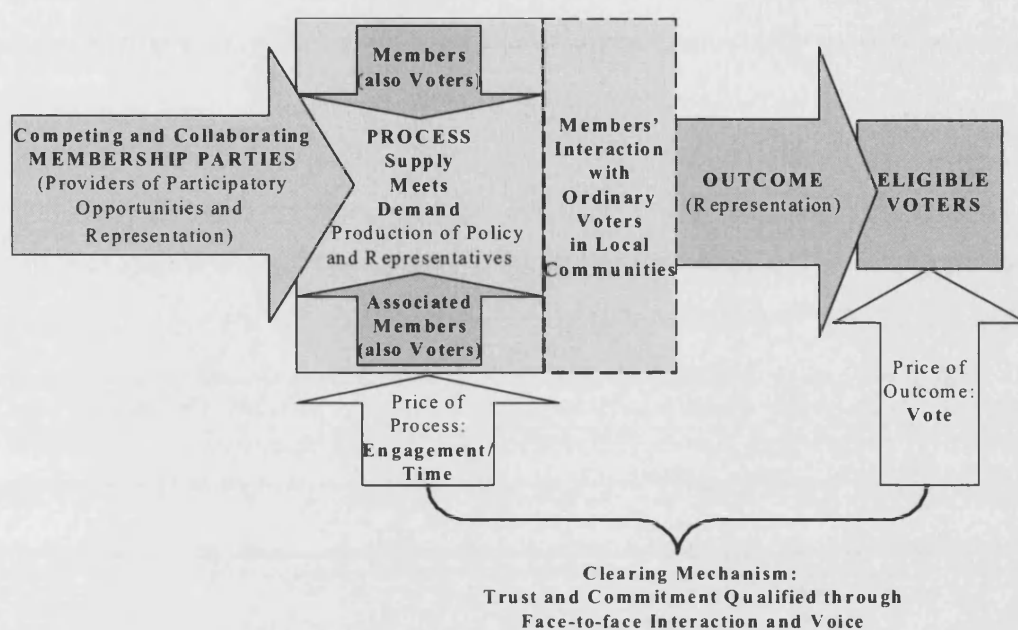 Competing and Collaborating
MEMBERSHIP PARTIES
(Providers of Participatory
Opportunities and
Representation)
Members
(also Voters)
PROCESS
Supply
Meets
Demand
Production of Policy
and Representatives
Associated
Members
(also Voters)
Members'
Interaction
with
Ordinary
Voters
in Local
Communities
OUTCOME
(Representation)
ELIGIBLE
VOTERS
Price of
Process:
Engagement/
Time
Price of
Outcome:
Vote
Clearing Mechanism:
Trust and Commitment Qualified through
Face-to-face Interaction and Voice